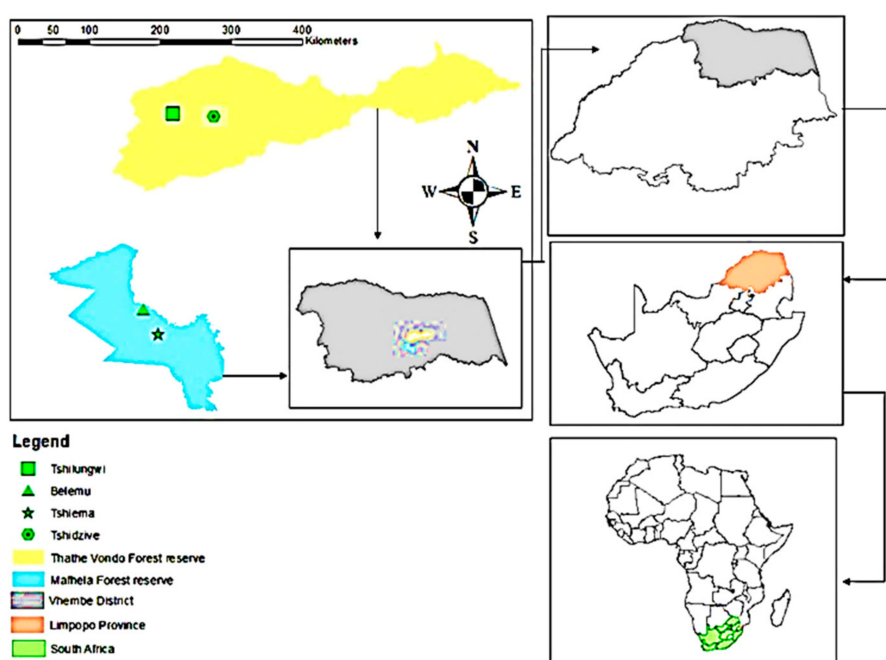 0 50 100 200 300 400
Kilometers
N
W E
S
Legend
Tshilungwi
Belemu
Tshiema
Tshidzive
Thathe Vondo Forest reserve
Mafhela Forest reserve
Vhembe District
Limpopo Province
South Africa